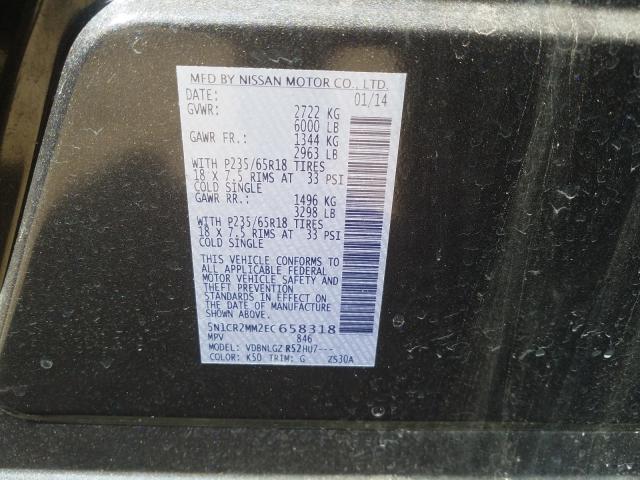 MFD BY NISSAN MOTOR CO., LTD.
DATE: 01/14
GVWR: 2722 KG
6000 LB
GAWR FR.: 1344 KG
2963 LB
WITH P235/65R18 TIRES
18 X 7.5 RIMS AT 33 PSI
COLD SINGLE
GAWR RR.: 1496 KG
3298 LB
WITH P235/65R18 TIRES
18 X 7.5 RIMS AT 33 PSI
COLD SINGLE
THIS VEHICLE CONFORMS TO
ALL APPLICABLE FEDERAL
MOTOR VEHICLE SAFETY AND
THEFT PREVENTION
STANDARDS IN EFFECT ON
THE DATE OF MANUFACTURE
SHOWN ABOVE.
5N1CR2MM2EC658318
MPV 846
MODEL: VDBNLGZ R52HU7---
COLOR: K50 TRIM: G ZS30A